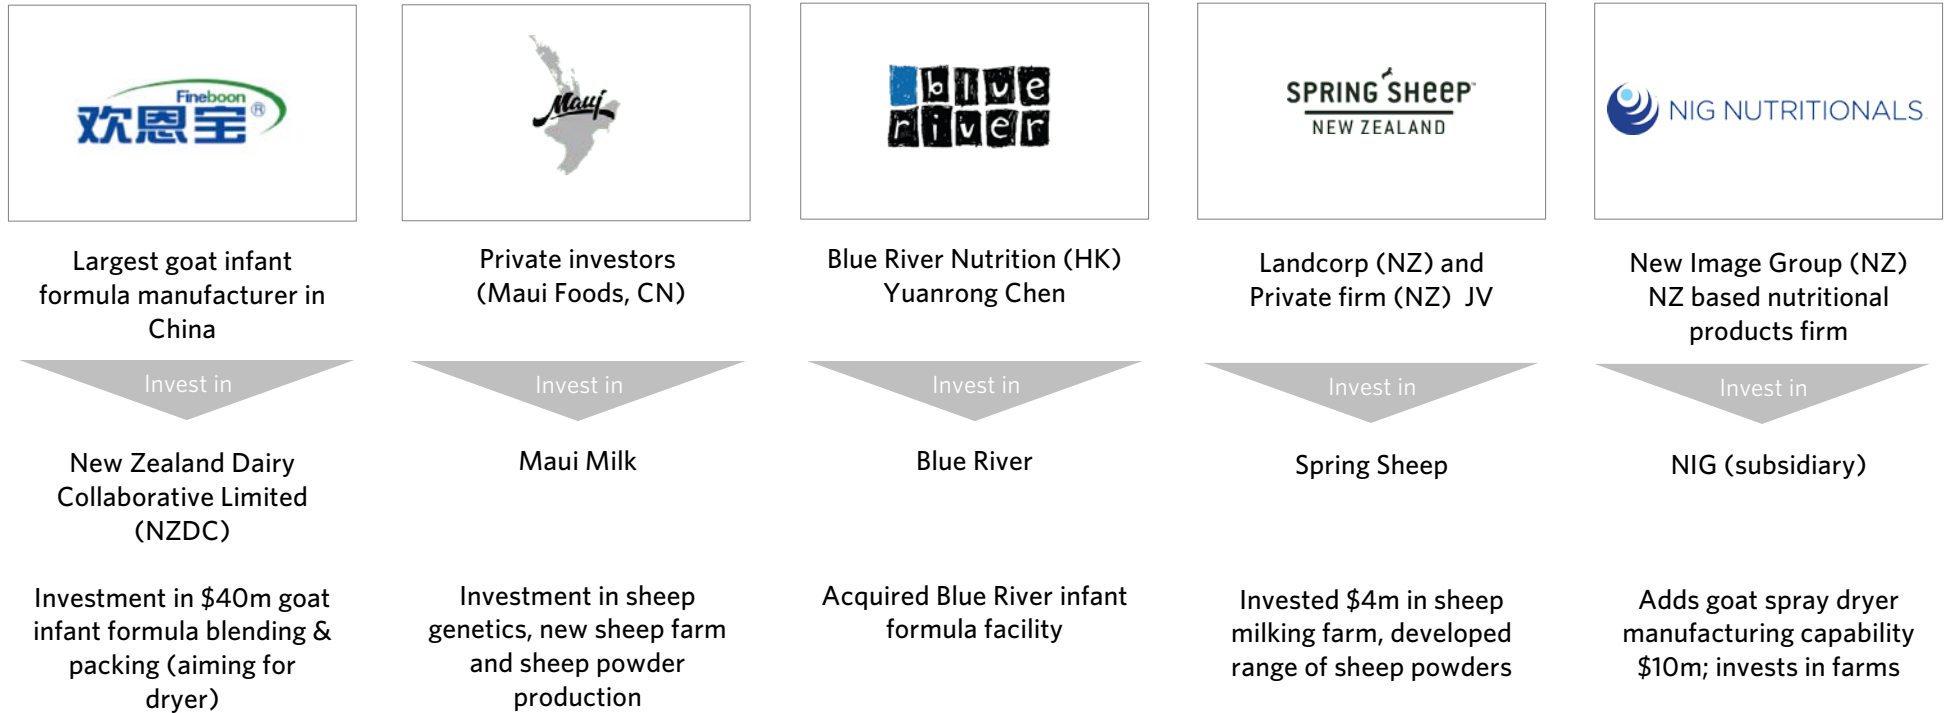 Fineboon
欢恩宝®
Maui
blue
river
SPRING SHEEP™
NEW ZEALAND
NIG NUTRITIONALS
Largest goat infant
formula manufacturer in
China
Invest in
New Zealand Dairy
Collaborative Limited
(NZDC)
Investment in $40m goat
infant formula blending &
packing (aiming for
dryer)
Private investors
(Maui Foods, CN)
Invest in
Maui Milk
Investment in sheep
genetics, new sheep farm
and sheep powder
production
Blue River Nutrition (HK)
Yuanrong Chen
Invest in
Blue River
Acquired Blue River infant
formula facility
Landcorp (NZ) and
Private firm (NZ) JV
Invest in
Spring Sheep
Invested $4m in sheep
milking farm, developed
range of sheep powders
New Image Group (NZ)
NZ based nutritional
products firm
Invest in
NIG (subsidiary)
Adds goat spray dryer
manufacturing capability
$10m; invests in farms